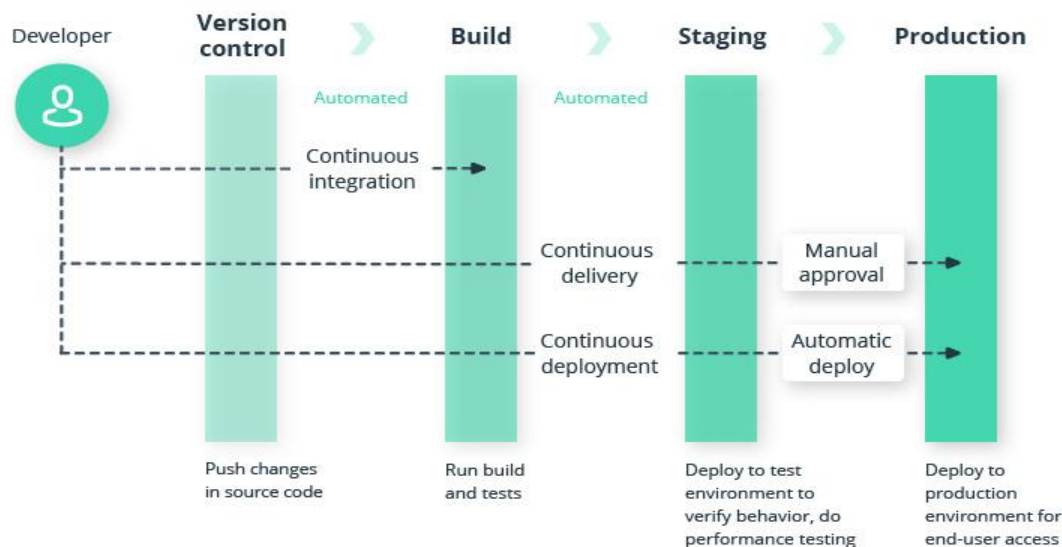 Developer
Version
control
Build
Staging
Production
Automated
Automated
Continuous
integration
Continuous
delivery
Manual
approval
Continuous
deployment
Automatic
deploy
Push changes
in source code
Run build
and tests
Deploy to test
environment to
verify behavior, do
performance testing
Deploy to
production
environment for
end-user access